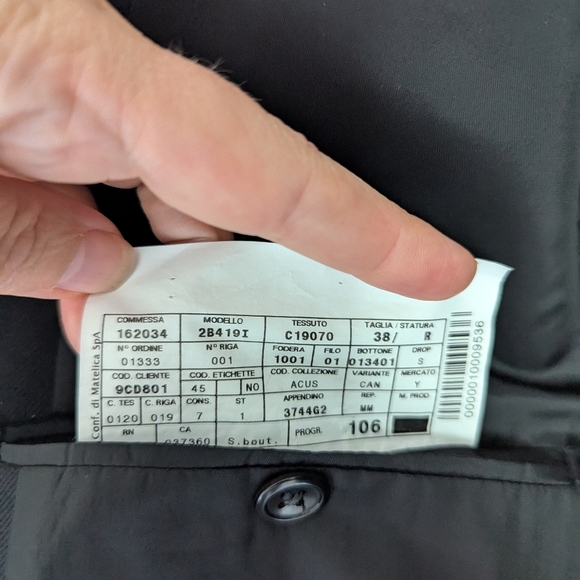 COMMESSA MODELLO TESSUTO TAGLIA / STATURA
162034 2B419I C19070 38/ R
Nº ORDINE Nº RIGA FODERA FILO BOTTONE DROP
01333 001 1001 01 013401 S
COD. CLIENTE COD. ETICHETTE COD. COLLEZIONE VARIANTE MERCATO
9CD801 45 NO ACUS CAN Y
C. TES C. RIGA CONS. ST APPENDINO REP. M. PROD.
0120 019 7 1 3744G2 MM
RN CA PROGR. 106
037360 S.bout.
Conf. di Matelica SpA
0000010009536